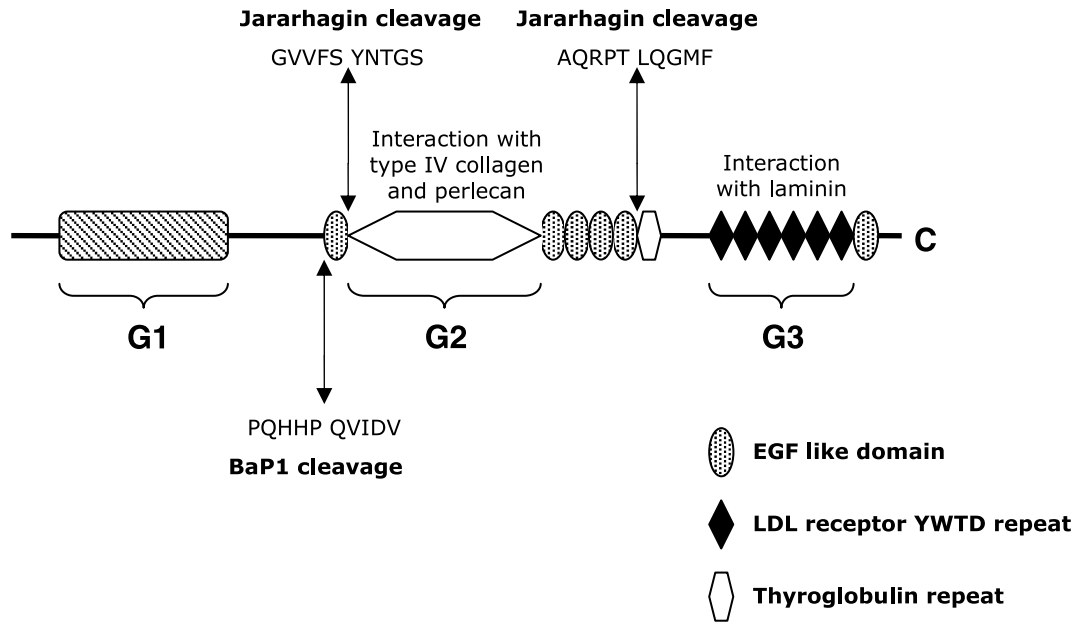 Jararhagin cleavage
GVVFS YNTGS
Jararhagin cleavage
AQRPT LQGMF
Interaction with
type IV collagen
and perlecan
Interaction
with laminin
C
G1
G2
G3
PQHHP QVIDV
BaP1 cleavage
EGF like domain
LDL receptor YWTD repeat
Thyroglobulin repeat